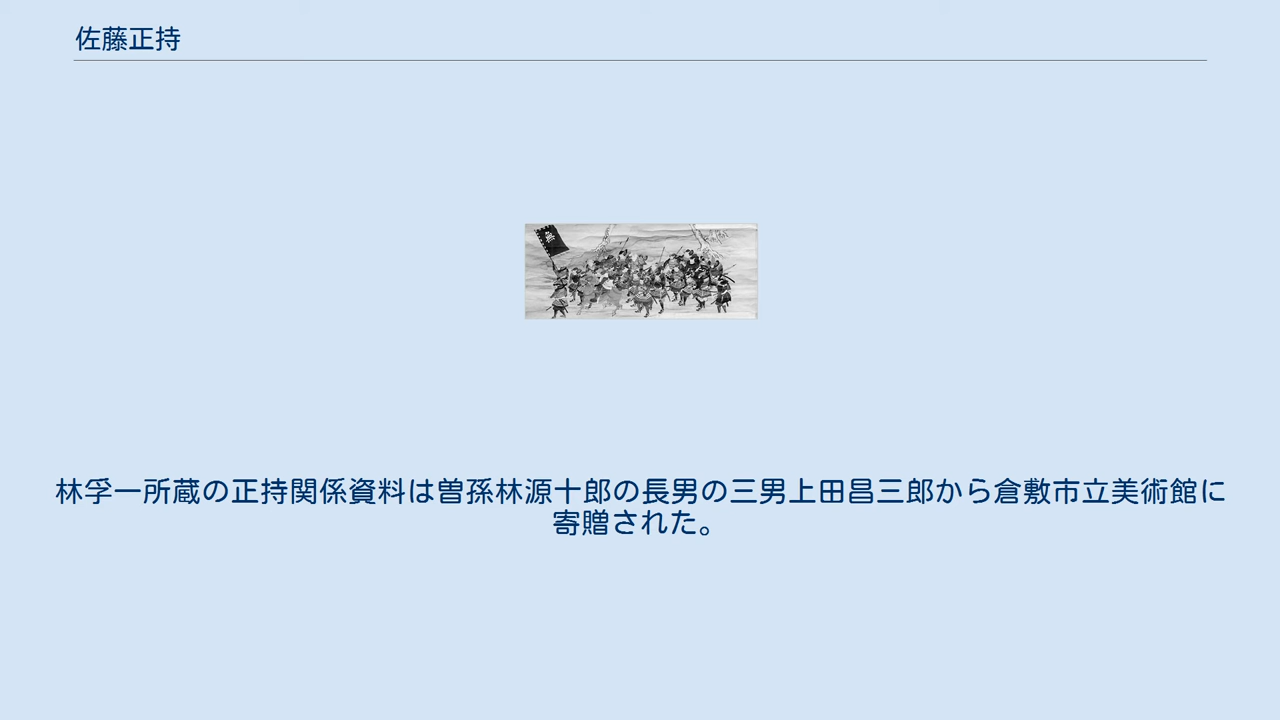 佐藤正持
林孚一所蔵の正持関係資料は曽孫林源十郎の長男の三男上田昌三郎から倉敷市立美術館に
寄贈された。